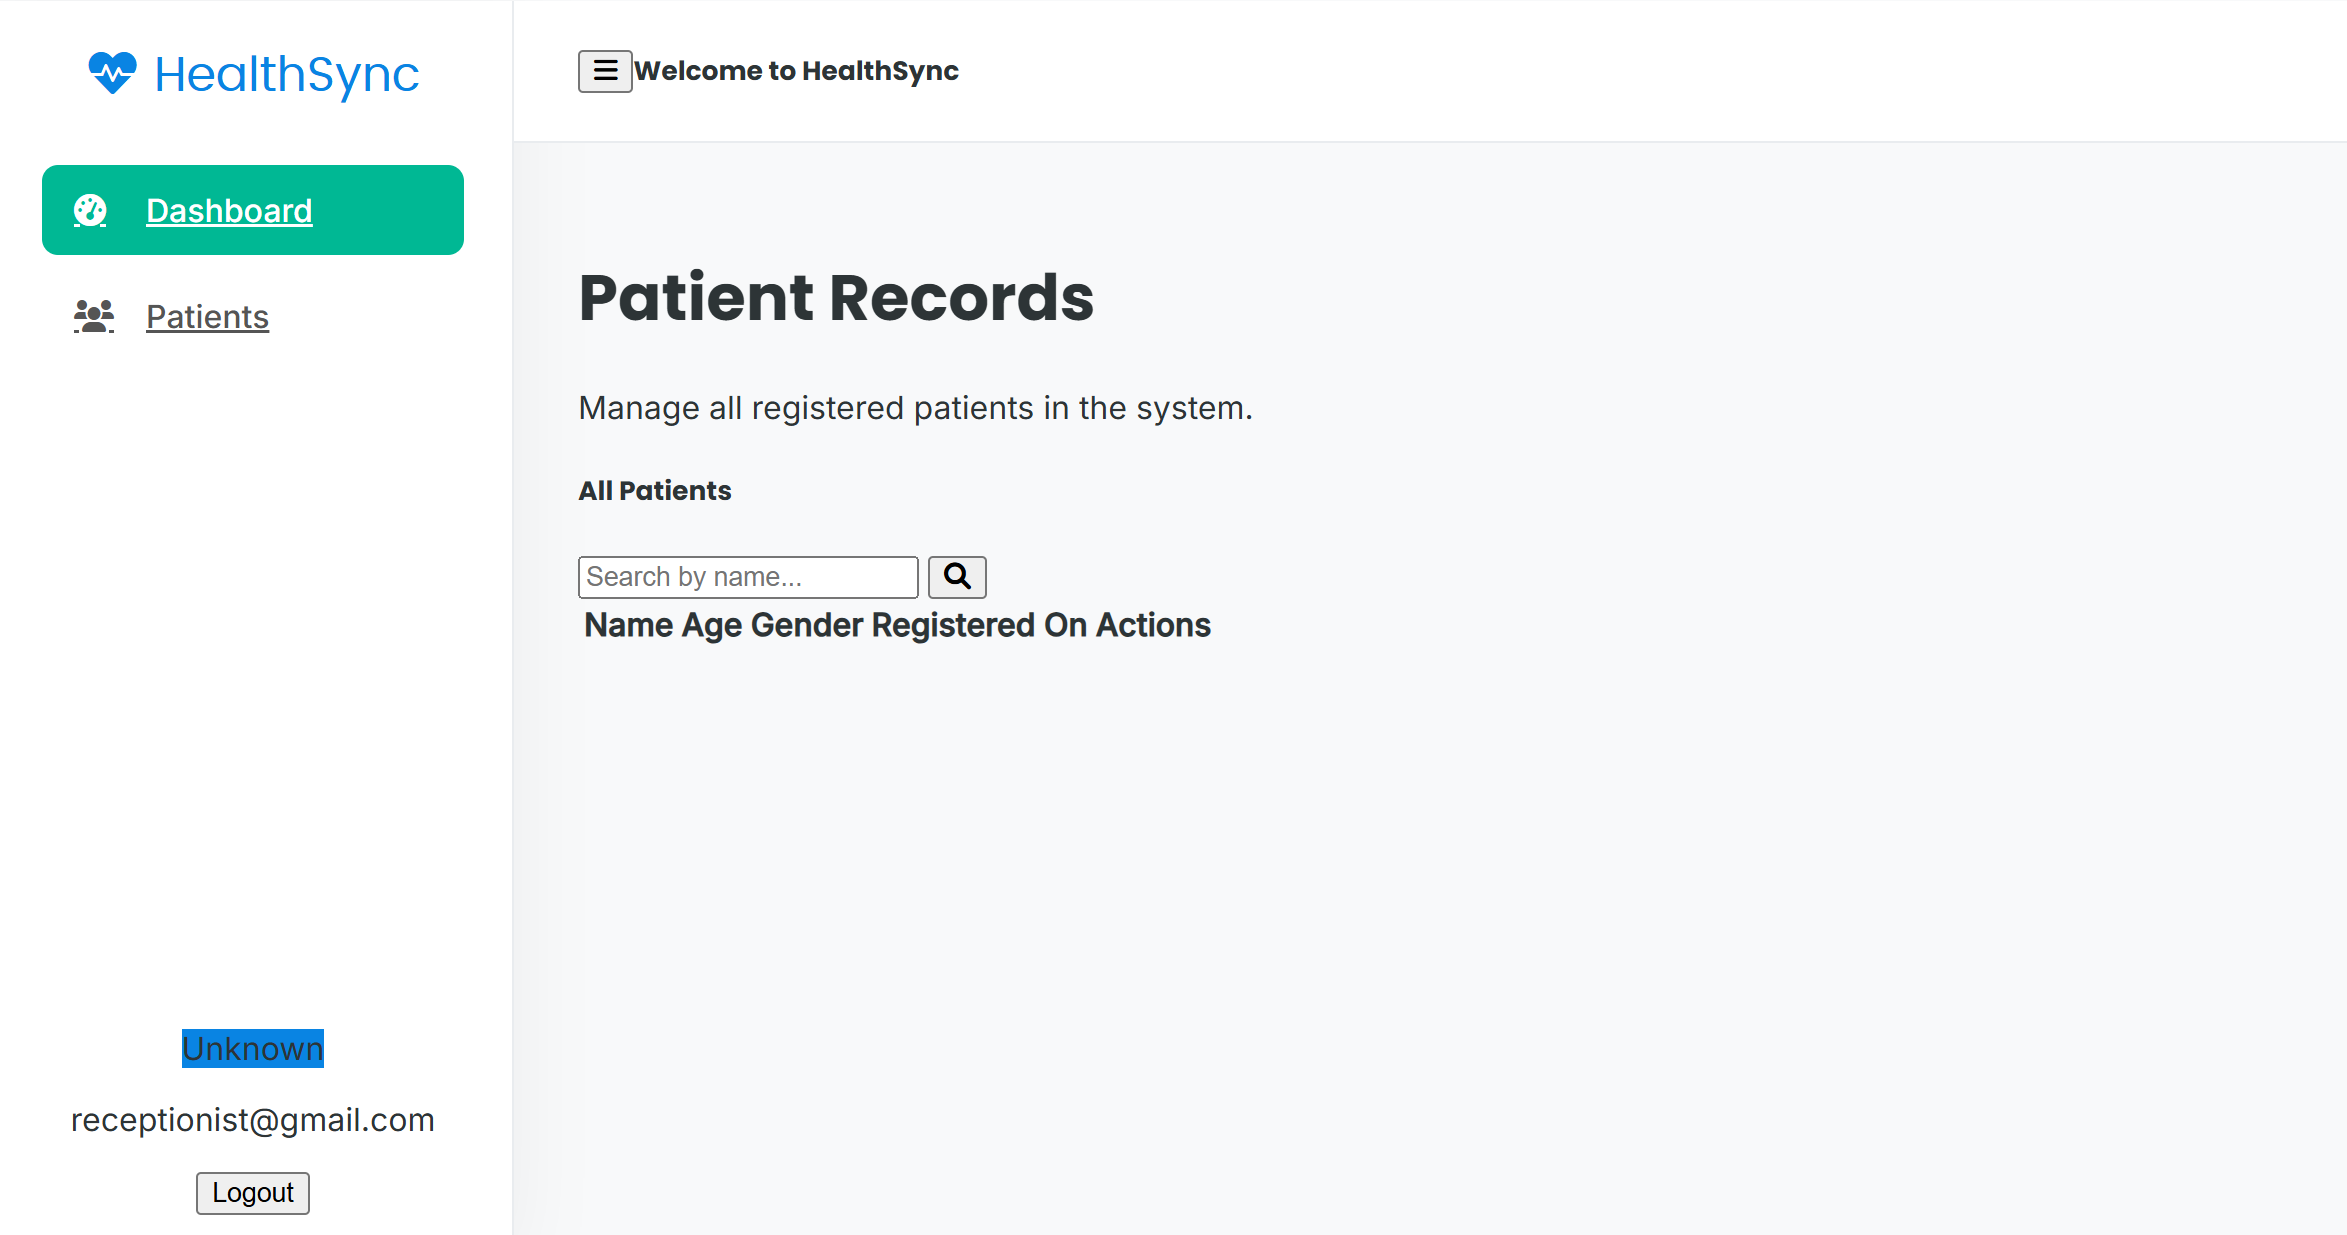 HealthSync
Dashboard
Patients
Unknown
receptionist@gmail.com
Logout
Welcome to HealthSync
Patient Records
Manage all registered patients in the system.
All Patients
Search by name...
Name Age Gender Registered On Actions